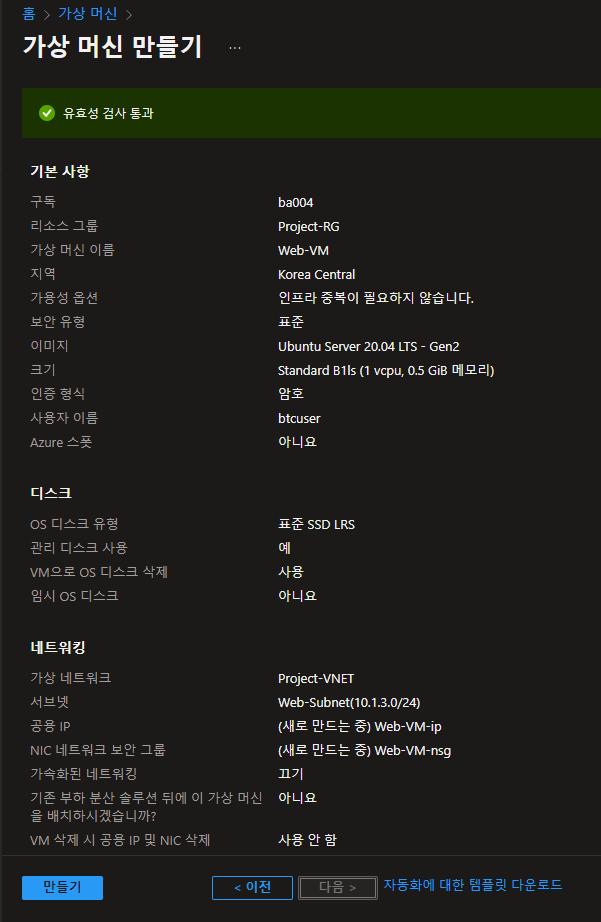 홈 > 가상 머신 >
가상 머신 만들기 ...
유효성 검사 통과
기본 사항
구독 ba004
리소스 그룹 Project-RG
가상 머신 이름 Web-VM
지역 Korea Central
가용성 옵션 인프라 중복이 필요하지 않습니다.
보안 유형 표준
이미지 Ubuntu Server 20.04 LTS - Gen2
크기 Standard B1ls (1 vcpu, 0.5 GiB 메모리)
인증 형식 암호
사용자 이름 btcuser
Azure 스폿 아니요
디스크
OS 디스크 유형 표준 SSD LRS
관리 디스크 사용 예
VM으로 OS 디스크 삭제 사용
임시 OS 디스크 아니요
네트워킹
가상 네트워크 Project-VNET
서브넷 Web-Subnet(10.1.3.0/24)
공용 IP (새로 만드는 중) Web-VM-ip
NIC 네트워크 보안 그룹 (새로 만드는 중) Web-VM-nsg
가속화된 네트워킹 끄기
기존 부하 분산 솔루션 뒤에 이 가상 머신 아니요
을 배치하시겠습니까?
VM 삭제 시 공용 IP 및 NIC 삭제 사용 안 함
만들기 < 이전 다음 > 자동화에 대한 템플릿 다운로드